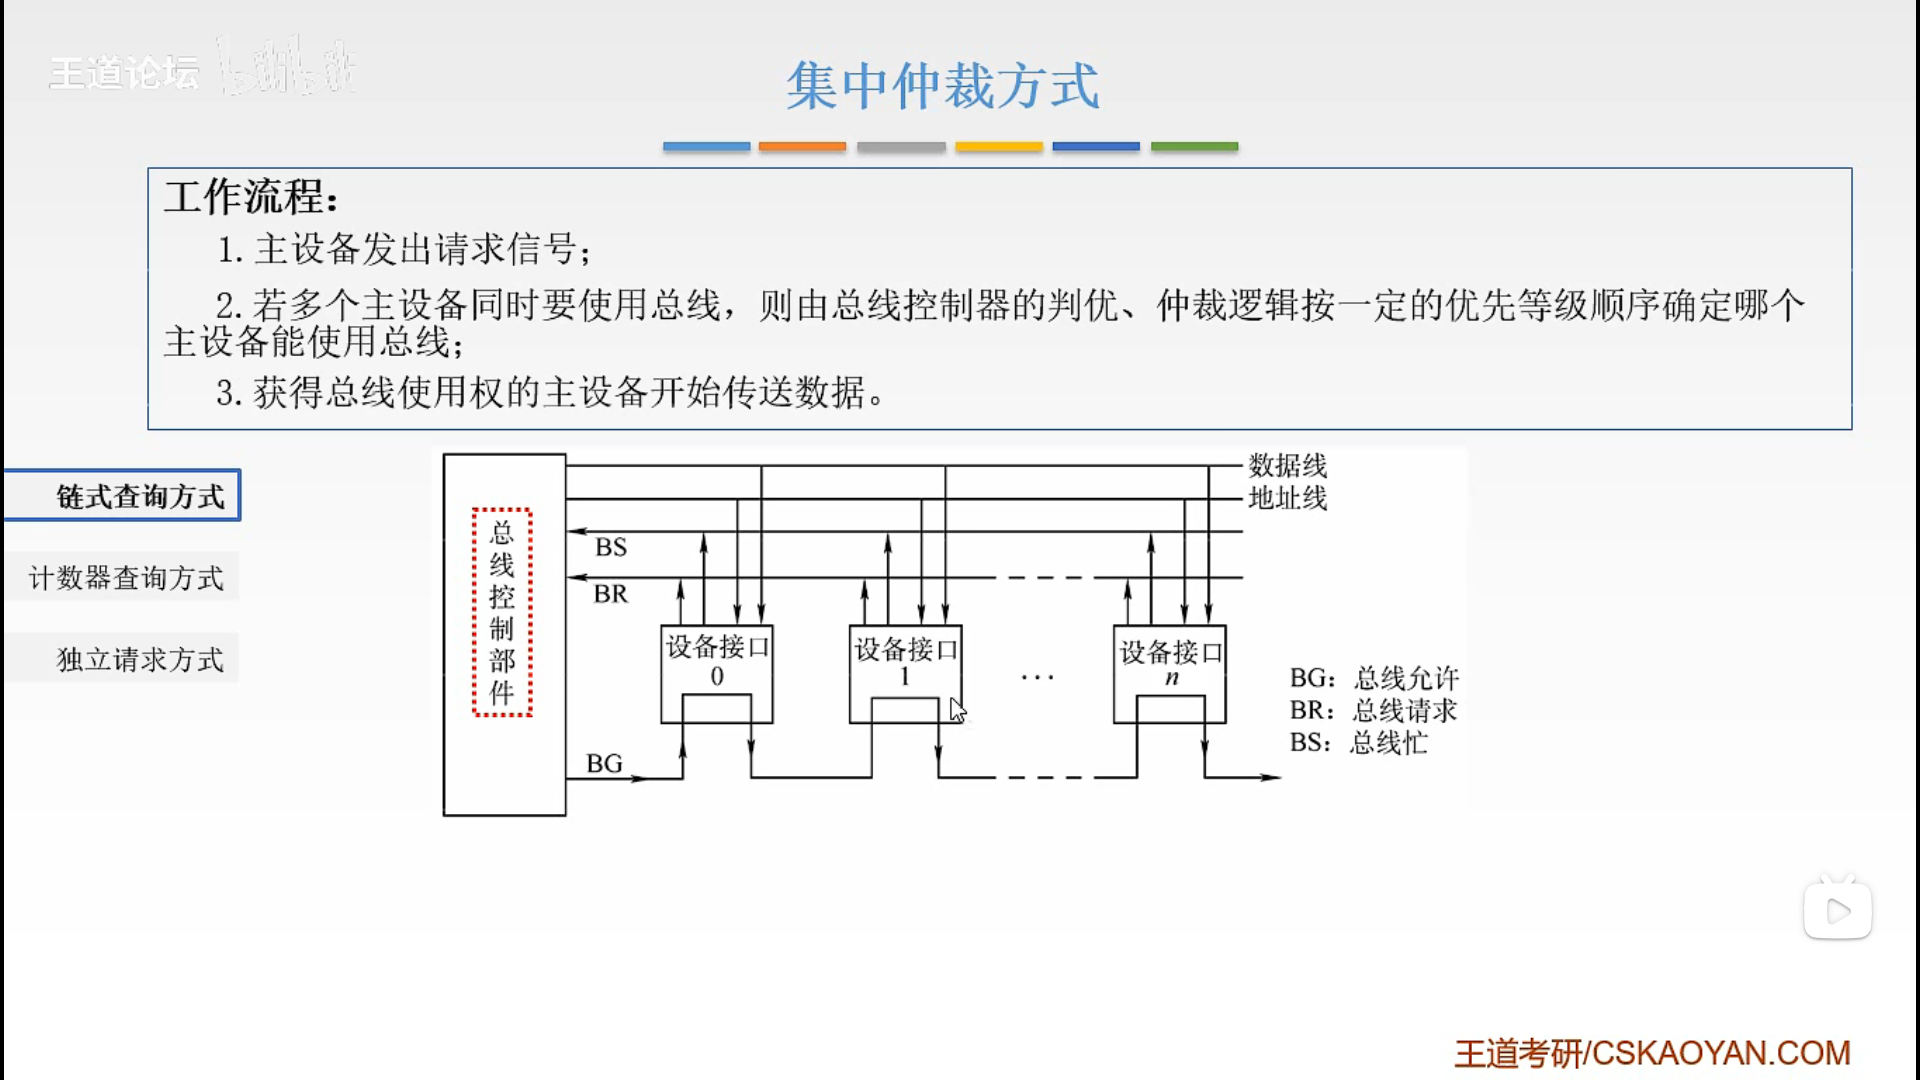 王道论坛 bilibili
集中仲裁方式
工作流程：
1. 主设备发出请求信号；
2. 若多个主设备同时要使用总线，则由总线控制器的判优、仲裁逻辑按一定的优先等级顺序确定哪个
主设备能使用总线；
3. 获得总线使用权的主设备开始传送数据。
链式查询方式
计数器查询方式
独立请求方式
总线控制部件
数据线
地址线
BS
BR
设备接口
0
设备接口
1
...
设备接口
n
BG
BG：总线允许
BR：总线请求
BS：总线忙
王道考研/CSKAOYAN.COM